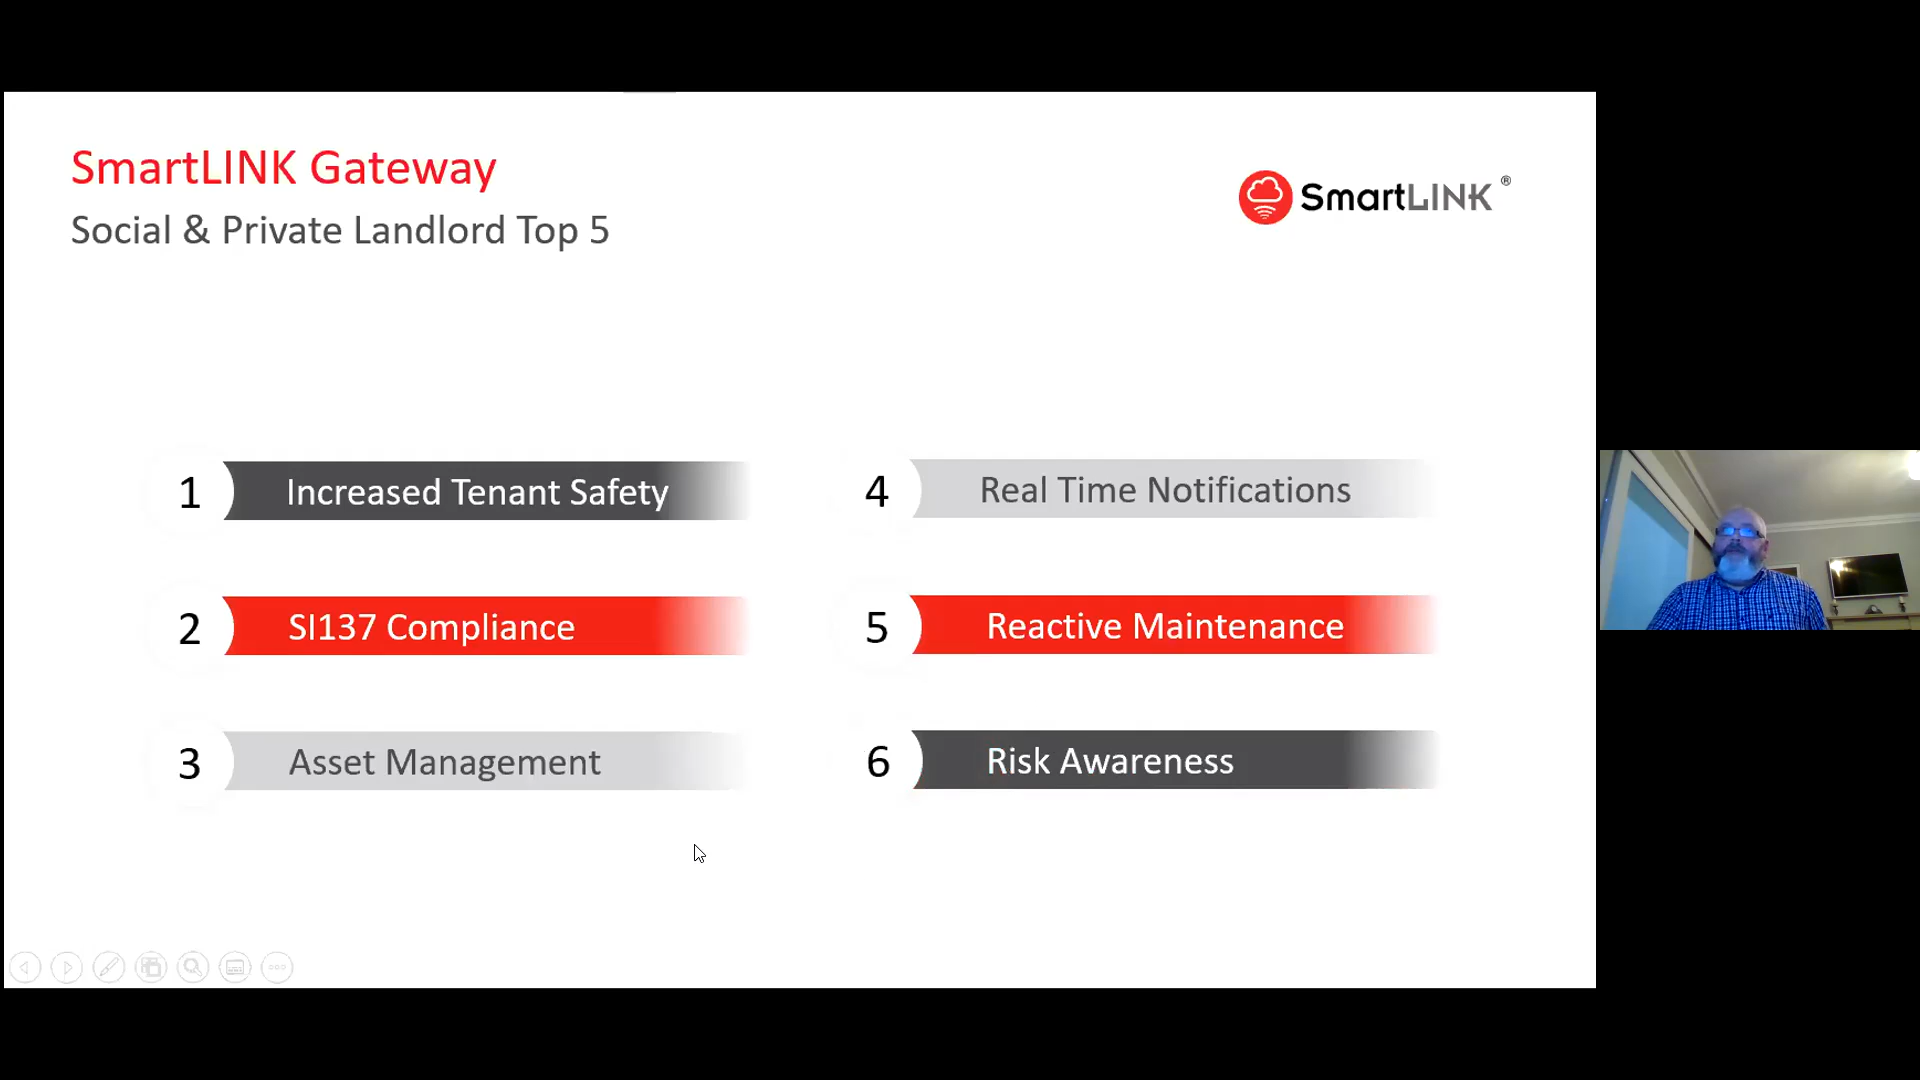 SmartLINK Gateway
Social & Private Landlord Top 5
SmartLINK ®
1 Increased Tenant Safety
2 SI137 Compliance
3 Asset Management
4 Real Time Notifications
5 Reactive Maintenance
6 Risk Awareness